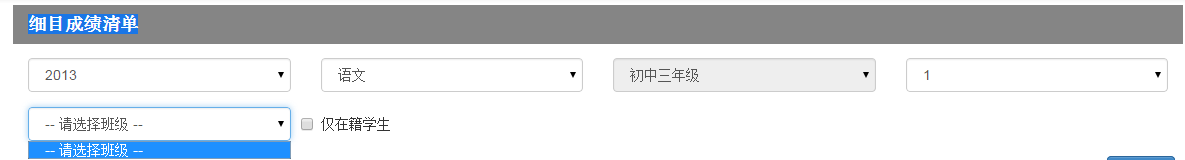 细目成绩清单
2013 语文 初中三年级 1
-- 请选择班级 -- 仅在籍学生
-- 请选择班级 --